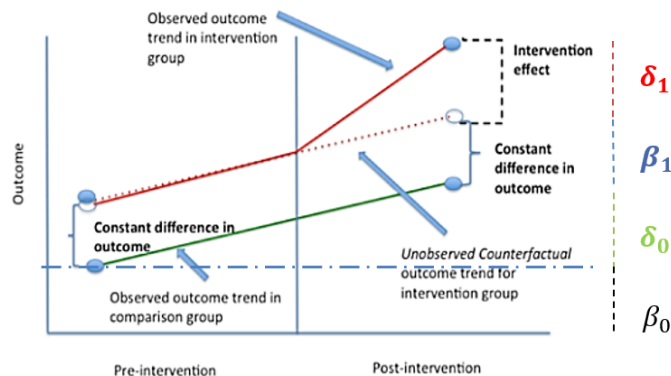 Observed outcome
trend in intervention
group
Intervention
effect
δ₁
Outcome
Constant
difference in
outcome
β₁
Constant difference in
outcome
Unobserved Counterfactual
outcome trend for
intervention group
δ₀
Observed outcome trend in
comparison group
β₀
Pre-intervention
Post-intervention